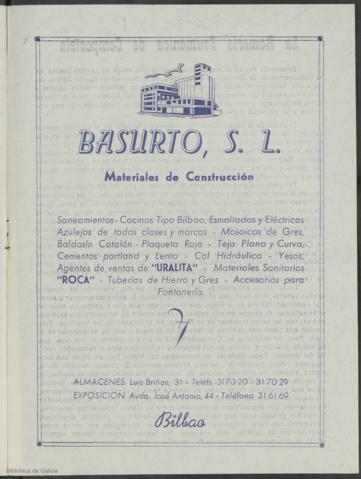 BASURTO, S. L.
Materiales de Construcción
Saneamientos - Cocinas Tipo Bilbao, Esmaltadas y Eléctricas
Azulejos de todas clases y marcas - Mosaicos de Gres,
Baldosín Catalán - Plaqueta Roja - Teja Plana y Curva,
Cementos portland y Lento - Cal Hidráulica - Yesos,
Agentes de ventas de "URALITA" - Materiales Sanitarios
"ROCA" - Tuberías de Hierro y Gres - Accesorios para
Fontanería.
ALMACENES: Luis Briñas, 31 - Teléfs. 31 70 20 - 31 70 29
EXPOSICION: Avda. José Antonio, 44 - Teléfono 31 61 69
Bilbao
Biblioteca de Galicia